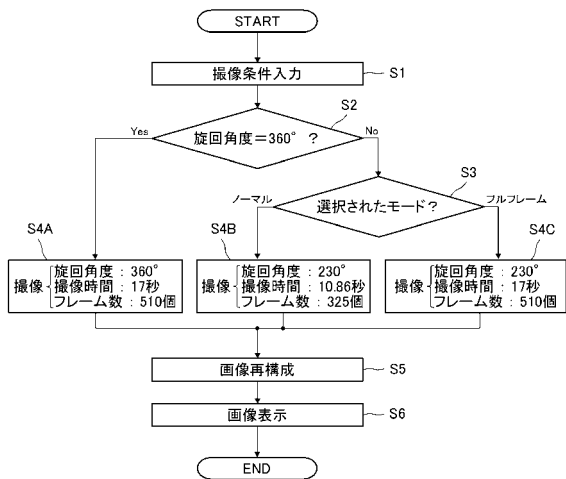 START
撮像条件入力
S1
S2
旋回角度＝360°？
Yes
No
S3
選択されたモード？
ノーマル
フルフレーム
S4A
撮像
旋回角度：360°
撮像時間：17秒
フレーム数：510個
S4B
撮像
旋回角度：230°
撮像時間：10.86秒
フレーム数：325個
S4C
撮像
旋回角度：230°
撮像時間：17秒
フレーム数：510個
画像再構成
S5
画像表示
S6
END